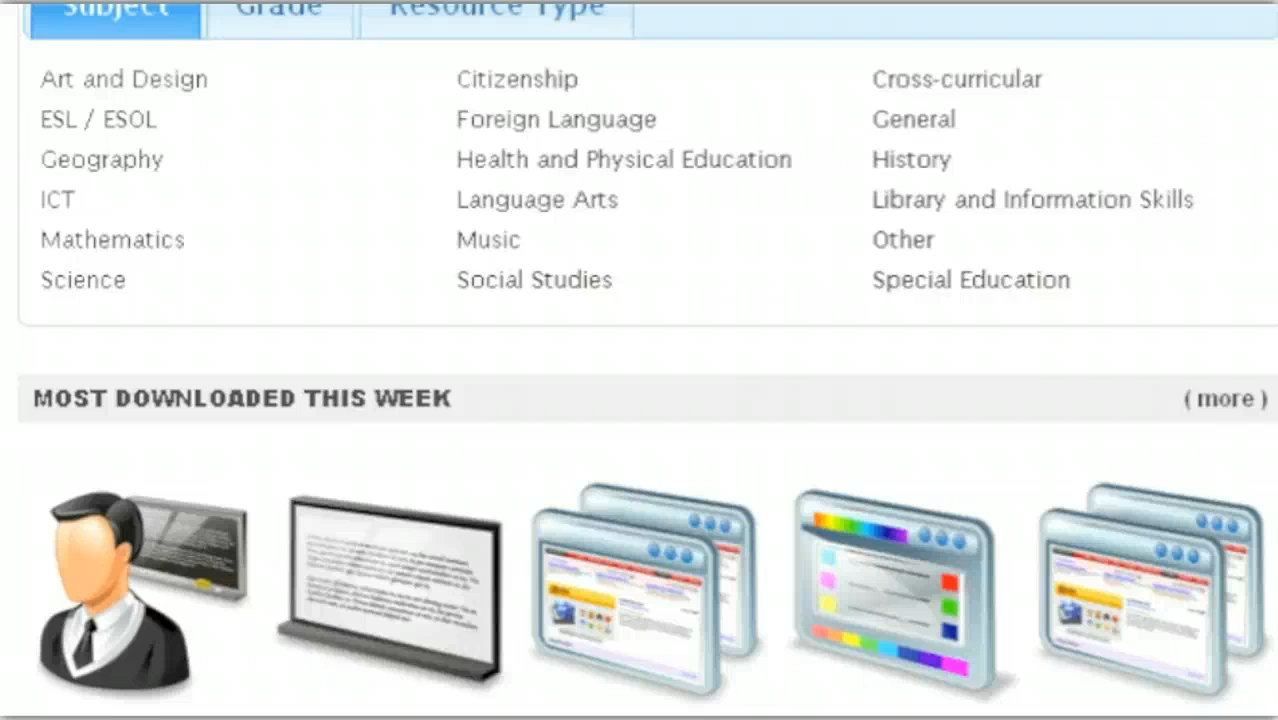 Subject Grade Resource Type
Art and Design Citizenship Cross-curricular
ESL / ESOL Foreign Language General
Geography Health and Physical Education History
ICT Language Arts Library and Information Skills
Mathematics Music Other
Science Social Studies Special Education
MOST DOWNLOADED THIS WEEK ( more )